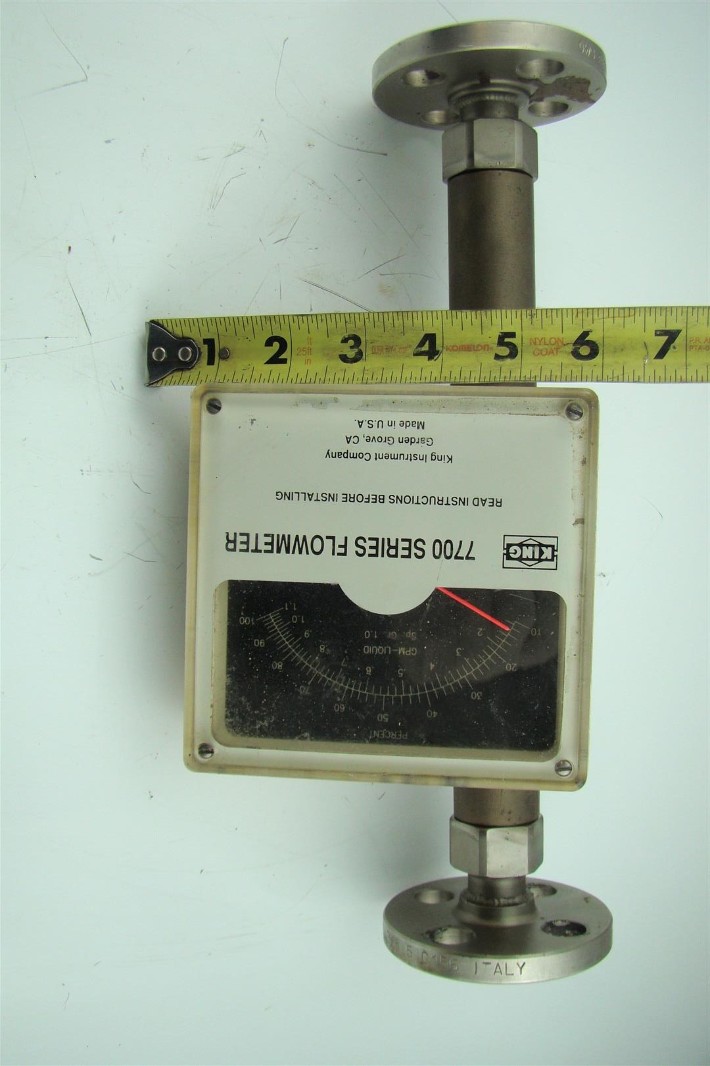 1 2 3 4 5 6 7
25ft
KOMELON
NYLON
COAT
PERCENT
10 20 30 40 50 60 70 80 90 100
.2 .3 .4 .5 .6 .8 .9 1.0 1.1
GPM-LIQUID
Sp. Gr. 1.0
KING
7700 SERIES FLOWMETER
READ INSTRUCTIONS BEFORE INSTALLING
King Instrument Company
Garden Grove, CA
Made in U.S.A.
ITALY